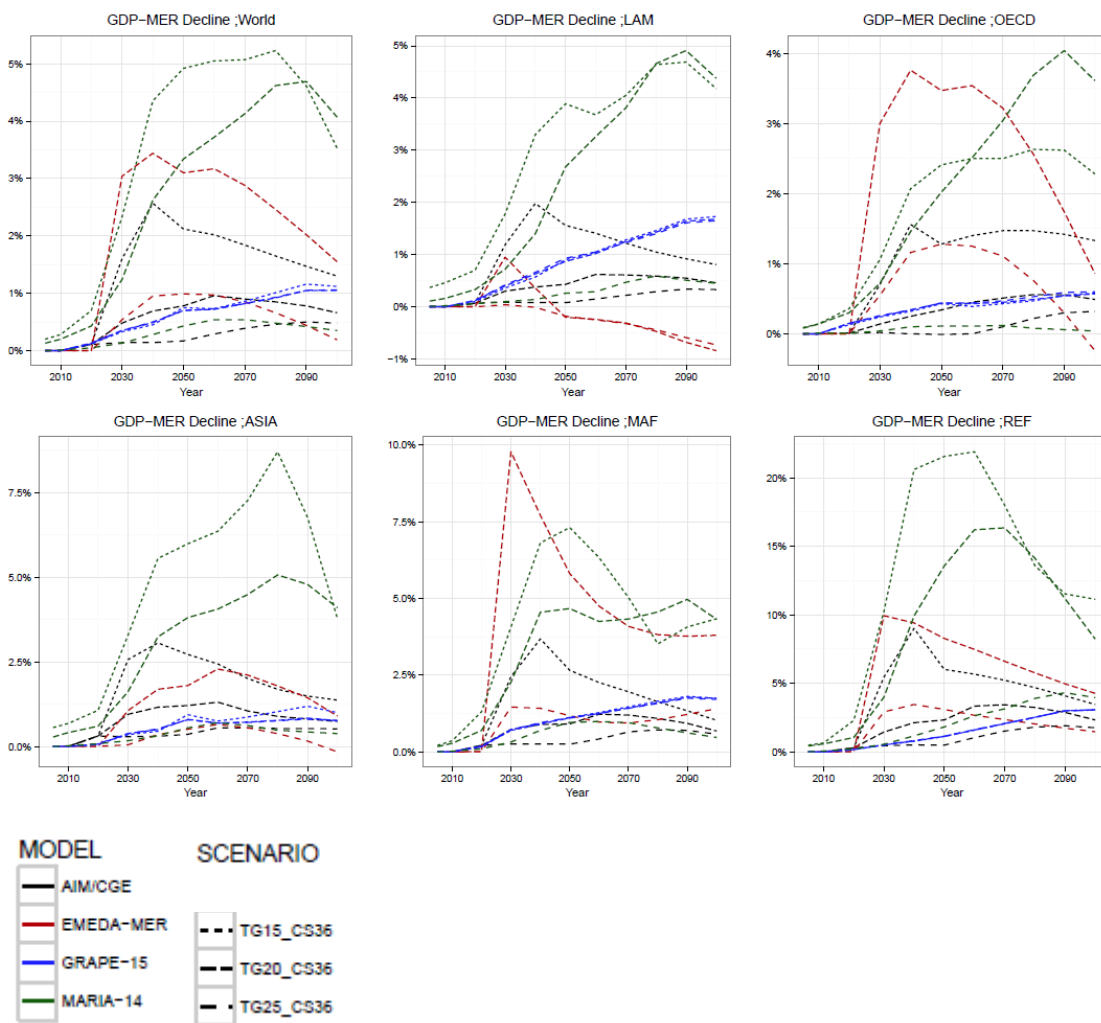 GDP−MER Decline ;World
5%
4%
3%
2%
1%
0%
2010 2030 2050 2070 2090
Year
GDP−MER Decline ;LAM
5%
4%
3%
2%
1%
0%
−1%
2010 2030 2050 2070 2090
Year
GDP−MER Decline ;OECD
4%
3%
2%
1%
0%
2010 2030 2050 2070 2090
Year
GDP−MER Decline ;ASIA
7.5%
5.0%
2.5%
0.0%
2010 2030 2050 2070 2090
Year
GDP−MER Decline ;MAF
10.0%
7.5%
5.0%
2.5%
0.0%
2010 2030 2050 2070 2090
Year
GDP−MER Decline ;REF
20%
15%
10%
5%
0%
2010 2030 2050 2070 2090
Year
MODEL
AIM/CGE
EMEDA−MER
GRAPE−15
MARIA−14
SCENARIO
TG15_CS36
TG20_CS36
TG25_CS36